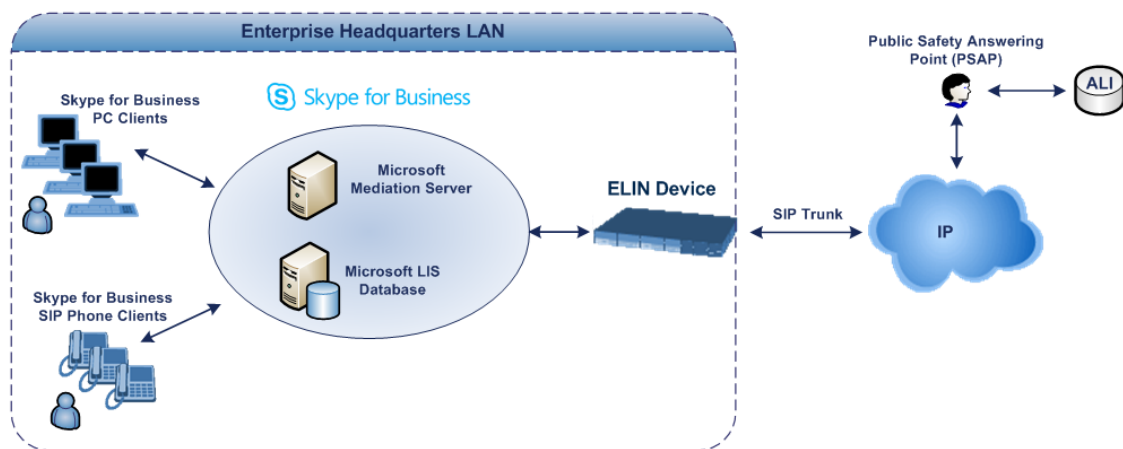 Enterprise Headquarters LAN
Skype for Business
PC Clients
S Skype for Business
Microsoft
Mediation Server
Microsoft LIS
Database
Skype for Business
SIP Phone Clients
ELIN Device
SIP Trunk
IP
Public Safety Answering
Point (PSAP)
ALI